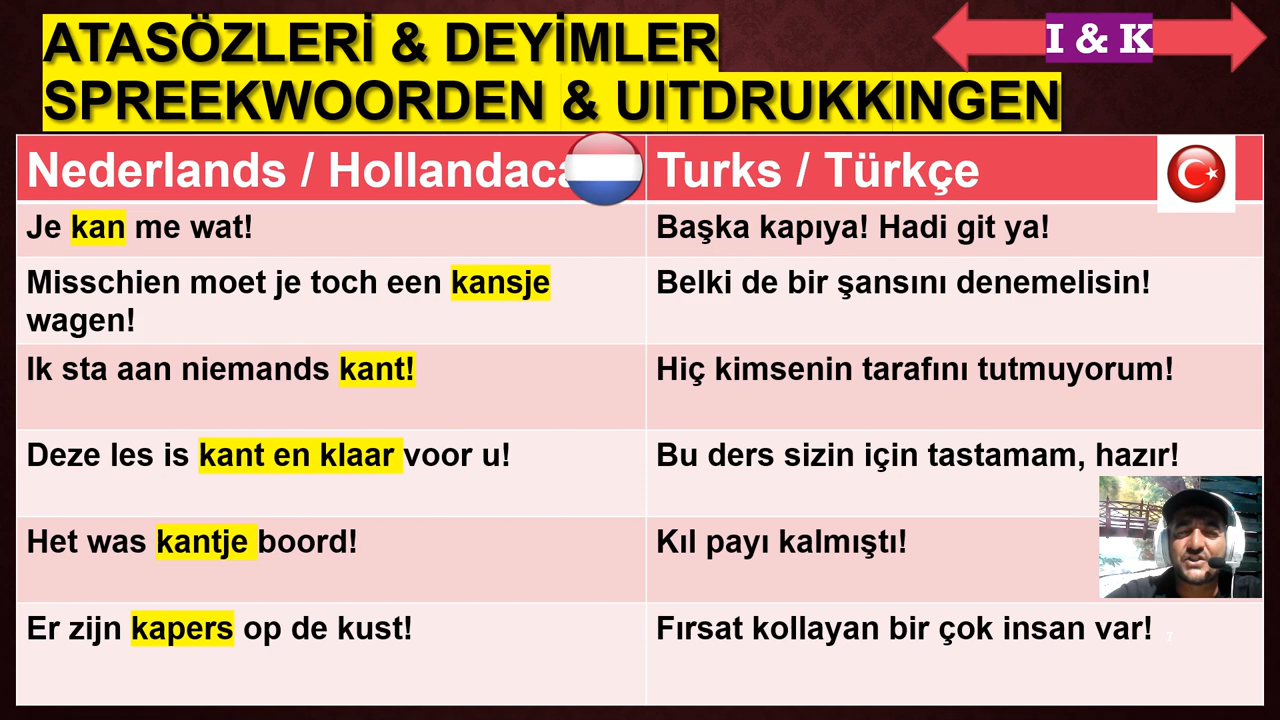 ATASÖZLERİ & DEYİMLER
SPREEKWOORDEN & UITDRUKKINGEN
I & K
Nederlands / Hollandaca
Turks / Türkçe
Je kan me wat!
Başka kapıya! Hadi git ya!
Misschien moet je toch een kansje
wagen!
Belki de bir şansını denemelisin!
Ik sta aan niemands kant!
Hiç kimsenin tarafını tutmuyorum!
Deze les is kant en klaar voor u!
Bu ders sizin için tastamam, hazır!
Het was kantje boord!
Kıl payı kalmıştı!
Er zijn kapers op de kust!
Fırsat kollayan bir çok insan var!
7